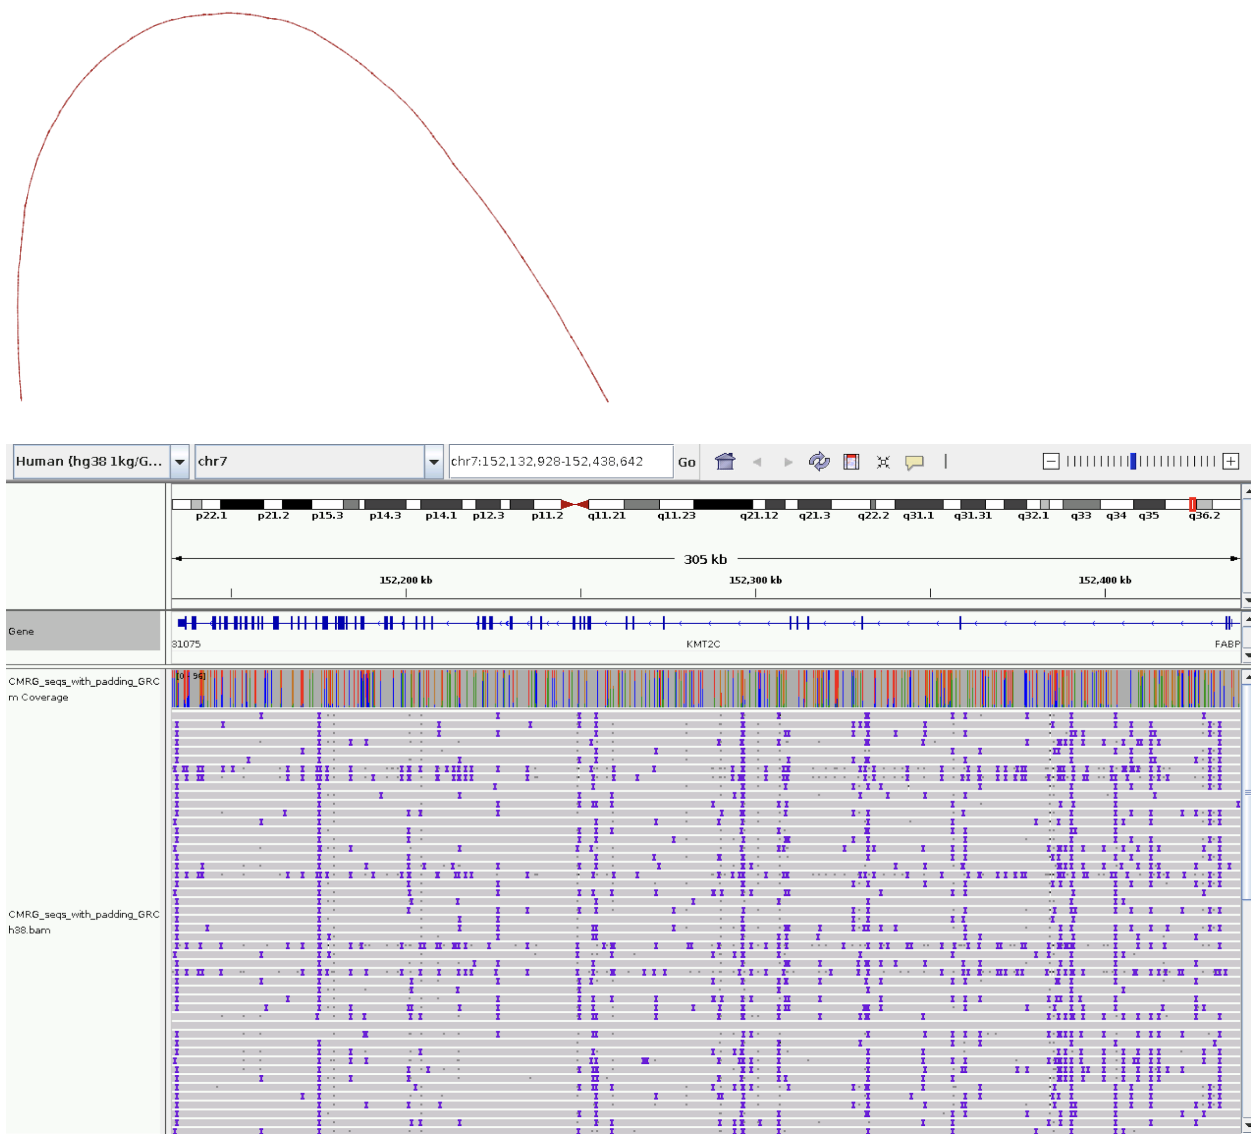 Human (hg38 1kg/G... chr7 chr7:152,132,928-152,438,642 Go
p22.1 p21.2 p15.3 p14.3 p14.1 p12.3 p11.2 q11.21 q11.23 q21.12 q21.3 q22.2 q31.1 q31.31 q32.1 q33 q34 q35 q36.2
305 kb
152,200 kb 152,300 kb 152,400 kb
Gene
31075 KMT2C FABP
[0 - 96]
CMRG_seqs_with_padding_GRC
m Coverage
CMRG_seqs_with_padding_GRC
h38.bam